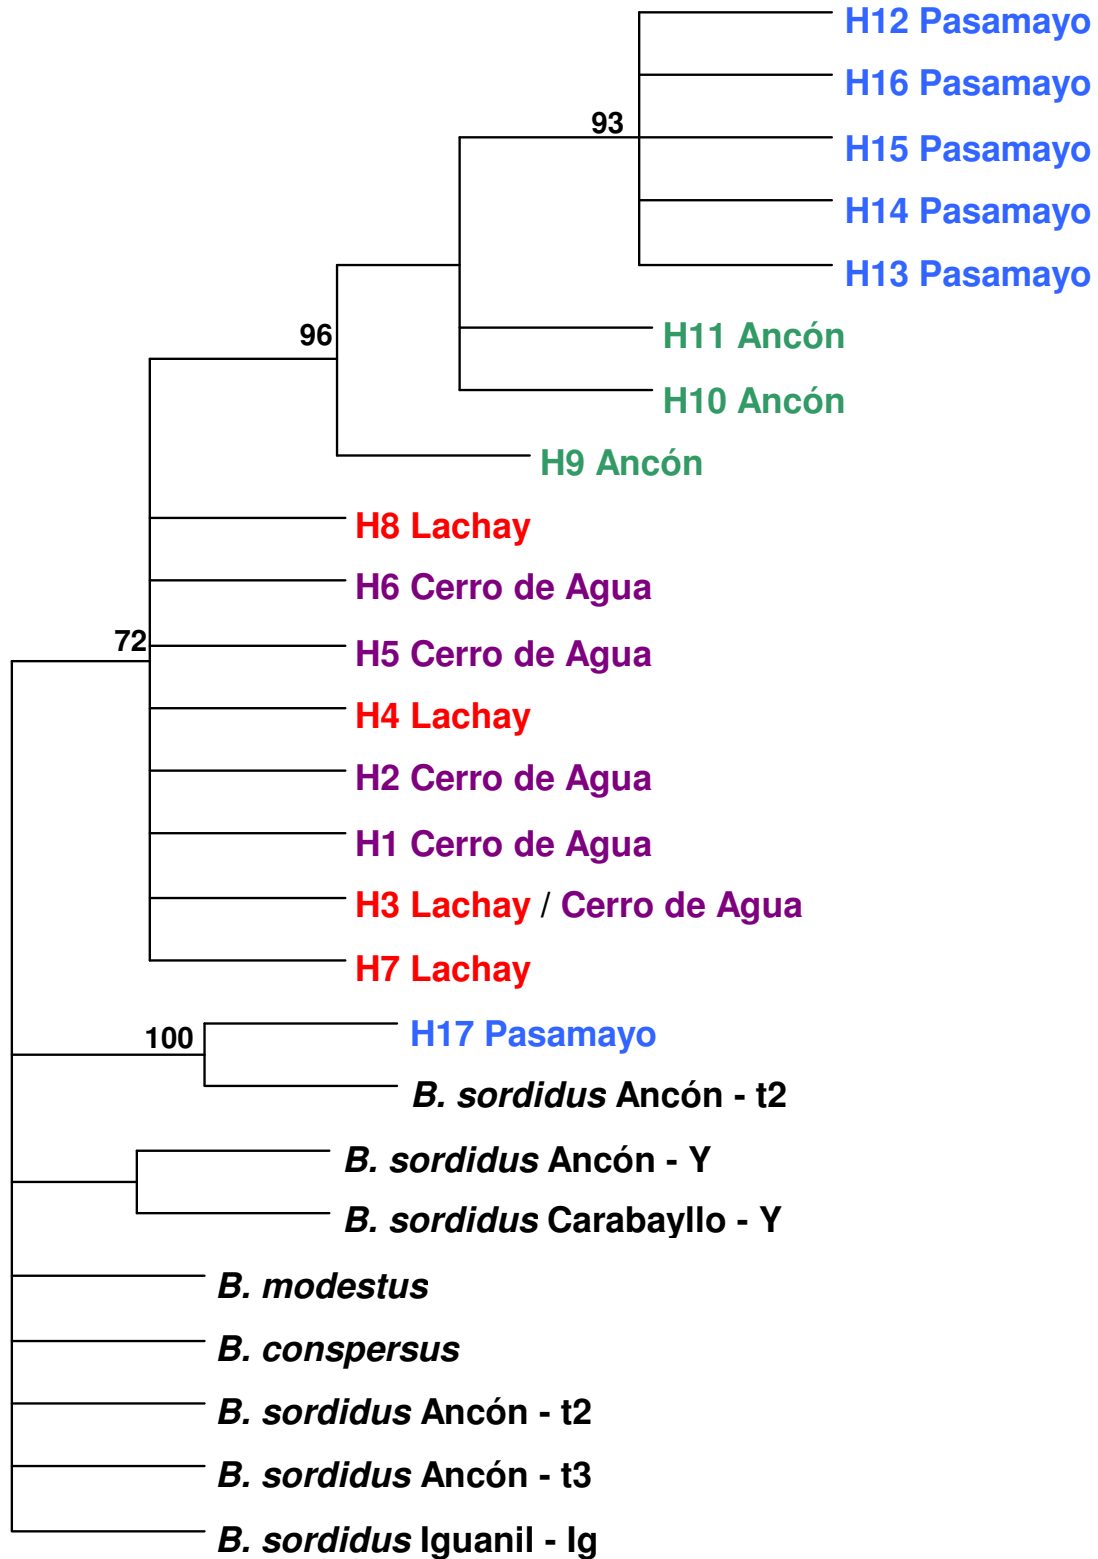 H12 Pasamayo
93
H16 Pasamayo
H15 Pasamayo
H14 Pasamayo
H13 Pasamayo
96
H11 Ancón
H10 Ancón
H9 Ancón
H8 Lachay
H6 Cerro de Agua
72
H5 Cerro de Agua
H4 Lachay
H2 Cerro de Agua
H1 Cerro de Agua
H3 Lachay / Cerro de Agua
H7 Lachay
100
H17 Pasamayo
B. sordidus Ancón - t2
B. sordidus Ancón - Y
B. sordidus Carabayllo - Y
B. modestus
B. conspersus
B. sordidus Ancón - t2
B. sordidus Ancón - t3
B. sordidus Iguanil - Ig